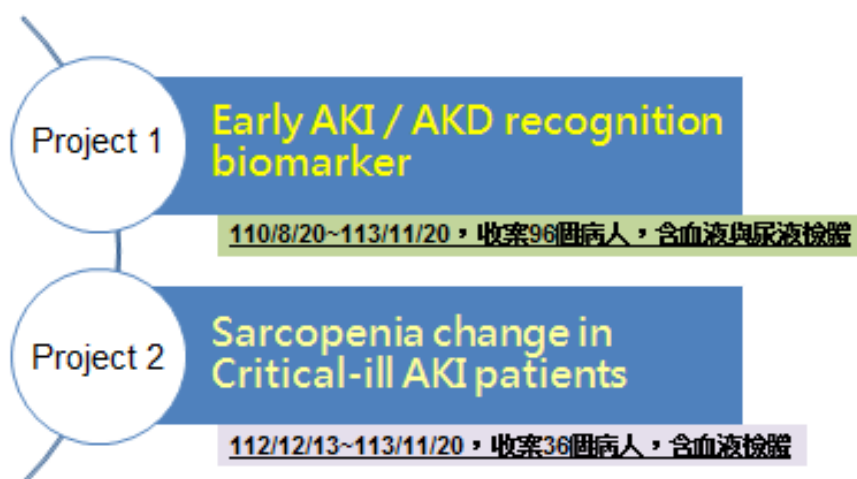 Project 1
Early AKI / AKD recognition
biomarker
110/8/20~113/11/20，收案96個病人，含血液與尿液檢體
Project 2
Sarcopenia change in
Critical-ill AKI patients
112/12/13~113/11/20，收案36個病人，含血液檢體